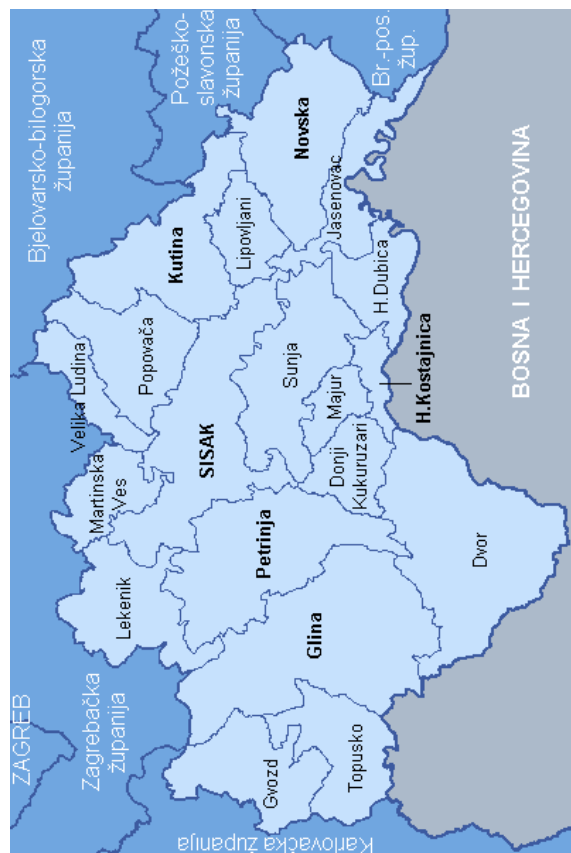 ZAGREB
Zagrebačka
županija
Karlovačka županija
Bjelovarsko-bilogorska
županija
Požeško-
slavonska
županija
Br.-pos.
žup.
Lekenik
Martinska
Ves
Velika Ludina
Popovača
Kutina
Lipovljani
Novska
Jasenovac
SISAK
Petrinja
Glina
Gvozd
Topusko
Sunja
Majur
Donji
Kukuruzari
H.Dubica
H.Kostajnica
Dvor
BOSNA I HERCEGOVINA